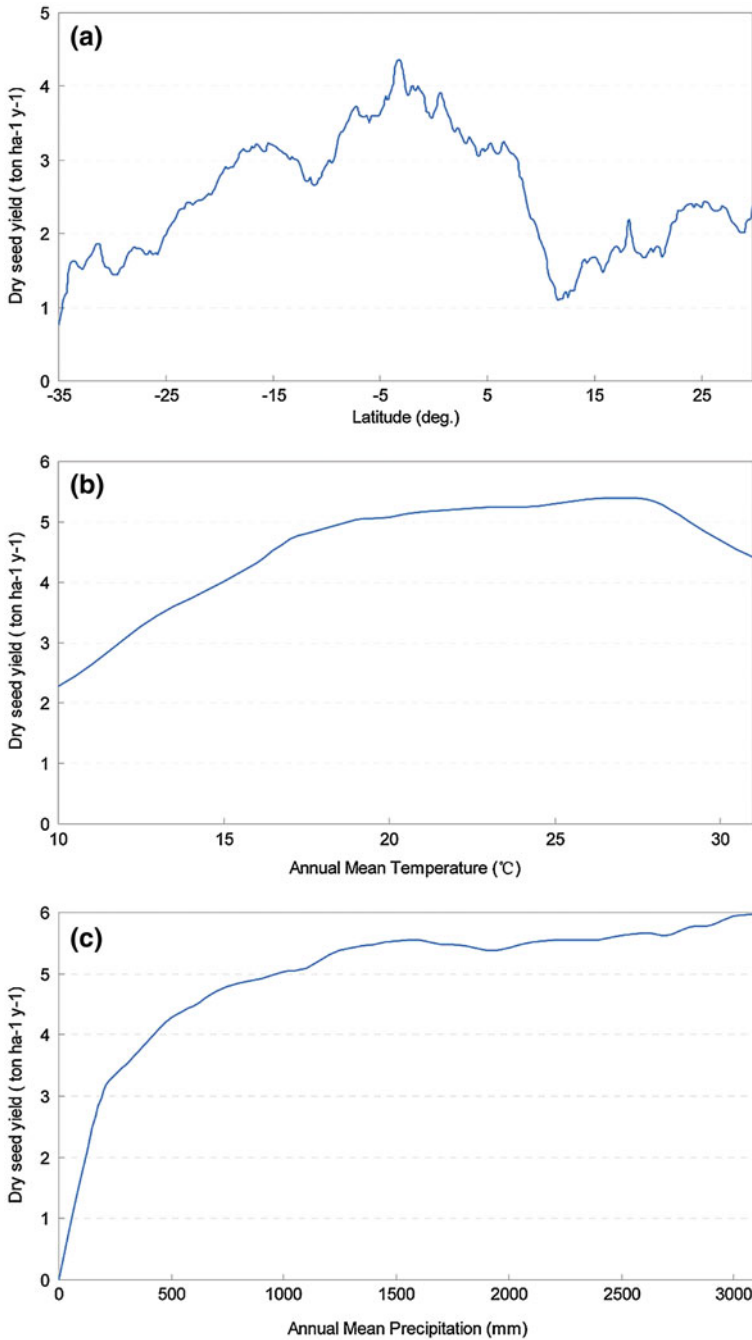 (a)
5
4
3
2
1
0
Dry seed yield ( ton ha-1 y-1)
-35 -25 -15 -5 5 15 25
Latitude (deg.)
(b)
6
5
4
3
2
1
0
Dry seed yield ( ton ha-1 y-1)
10 15 20 25 30
Annual Mean Temperature (℃)
(c)
6
5
4
3
2
1
0
Dry seed yield ( ton ha-1 y-1)
0 500 1000 1500 2000 2500 3000
Annual Mean Precipitation (mm)